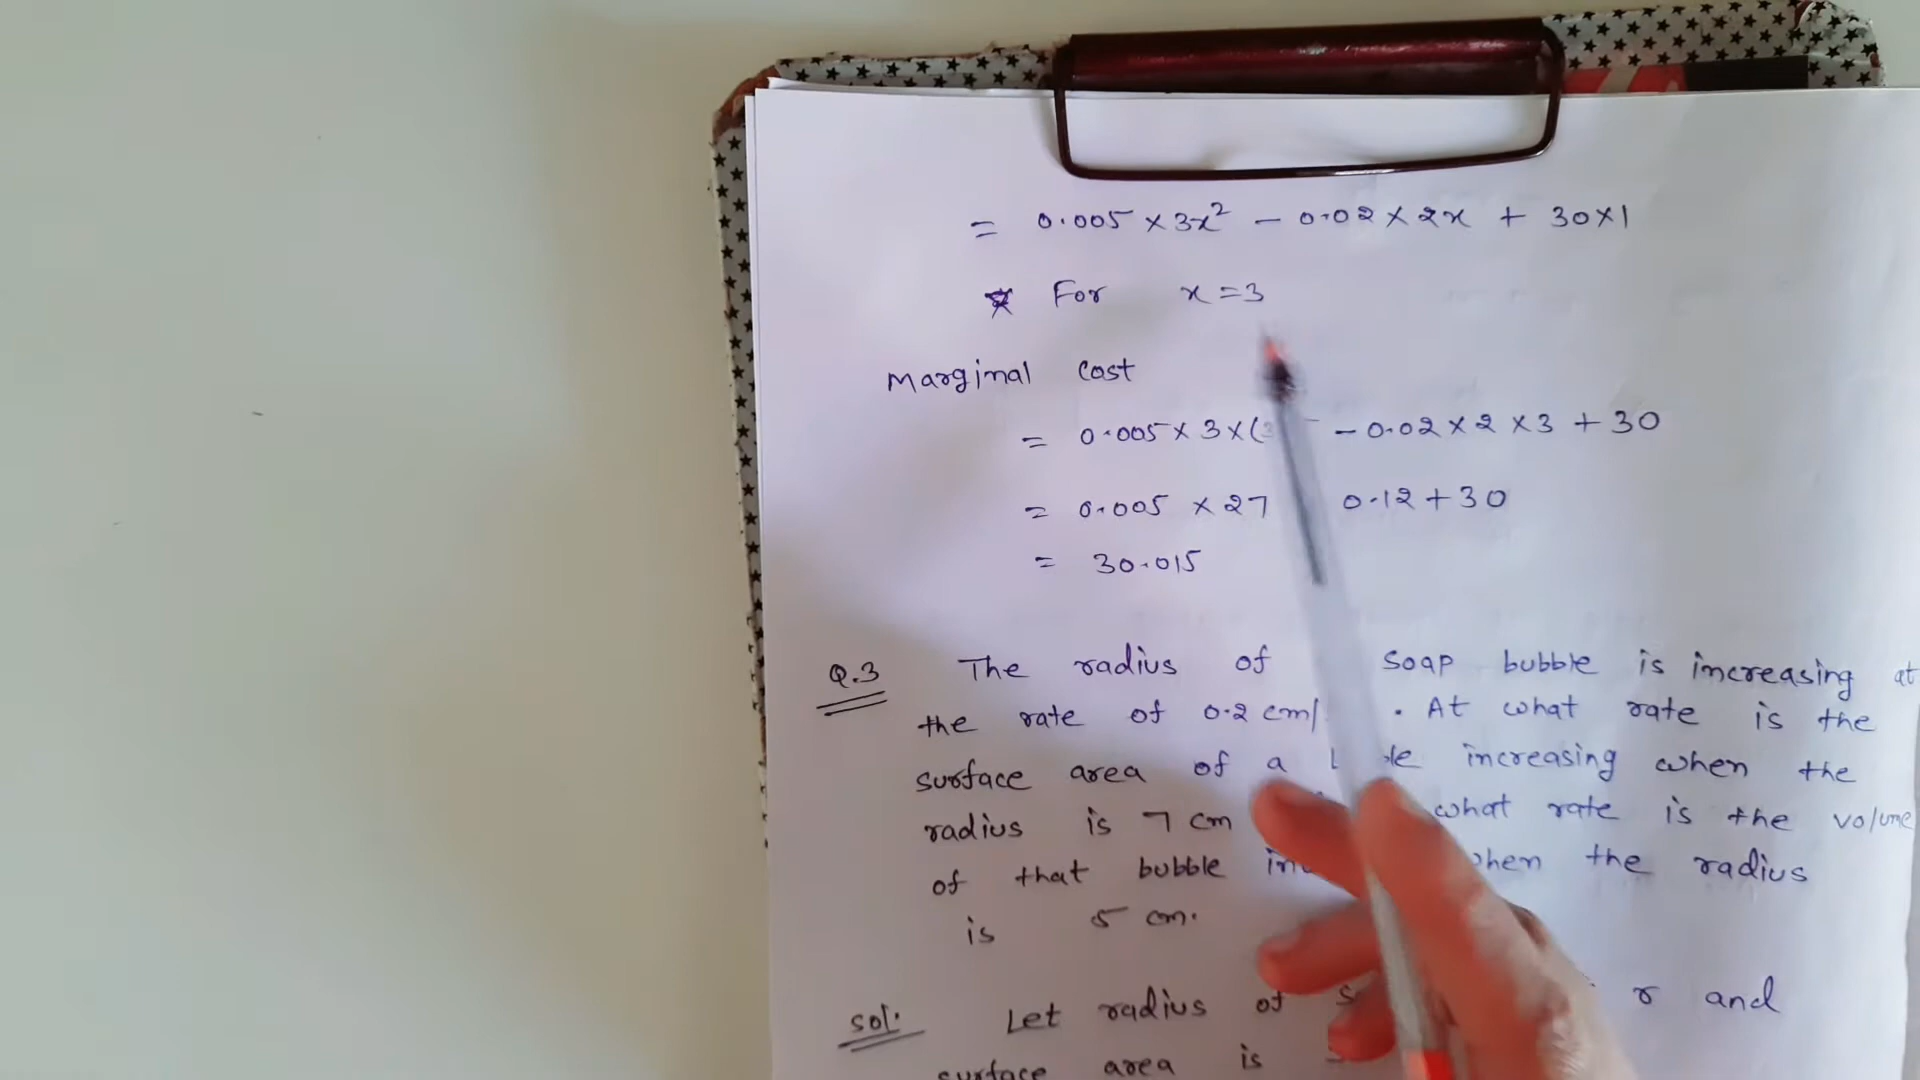 = 0.005 × 3x² - 0.02 × 2x + 30×1
* For x = 3
Marginal cost
= 0.005 × 3 × ( - 0.02 × 2 × 3 + 30
= 0.005 × 27 0.12 + 30
= 30.015
Q.3 The radius of soap bubble is increasing at
the rate of 0.2 cm/ . At what rate is the
surface area of a increasing when the
radius is 7 cm what rate is the volume
of that bubble when the radius
is 5 cm.
Sol: Let radius of r and
surface area is